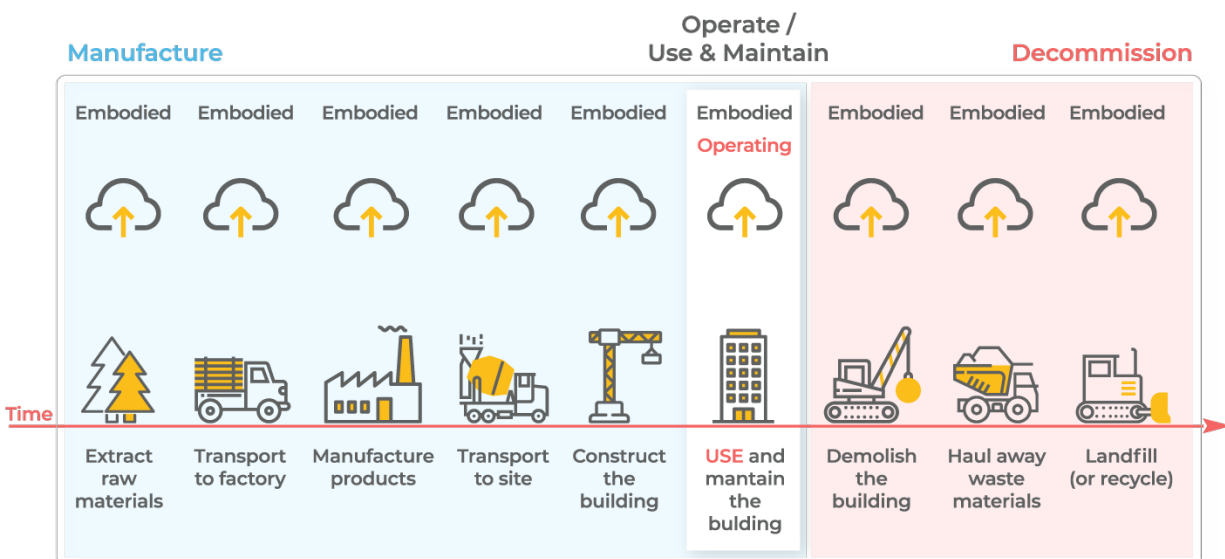 Operate /
Manufacture
Use & Maintain
Decommission
Embodied
Embodied
Embodied
Embodied
Embodied
Embodied
Operating
Embodied
Embodied
Embodied
Time
Extract
raw
materials
Transport
to factory
Manufacture
products
Transport
to site
Construct
the
building
USE and
mantain
the
bulding
Demolish
the
building
Haul away
waste
materials
Landfill
(or recycle)